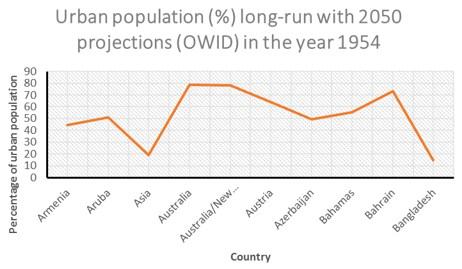 Urban population (%) long-run with 2050
projections (OWID) in the year 1954
Percentage of urban population
90
80
70
60
50
40
30
20
10
0
Armenia
Aruba
Asia
Australia
Australia/New…
Austria
Azerbaijan
Bahamas
Bahrain
Bangladesh
Country